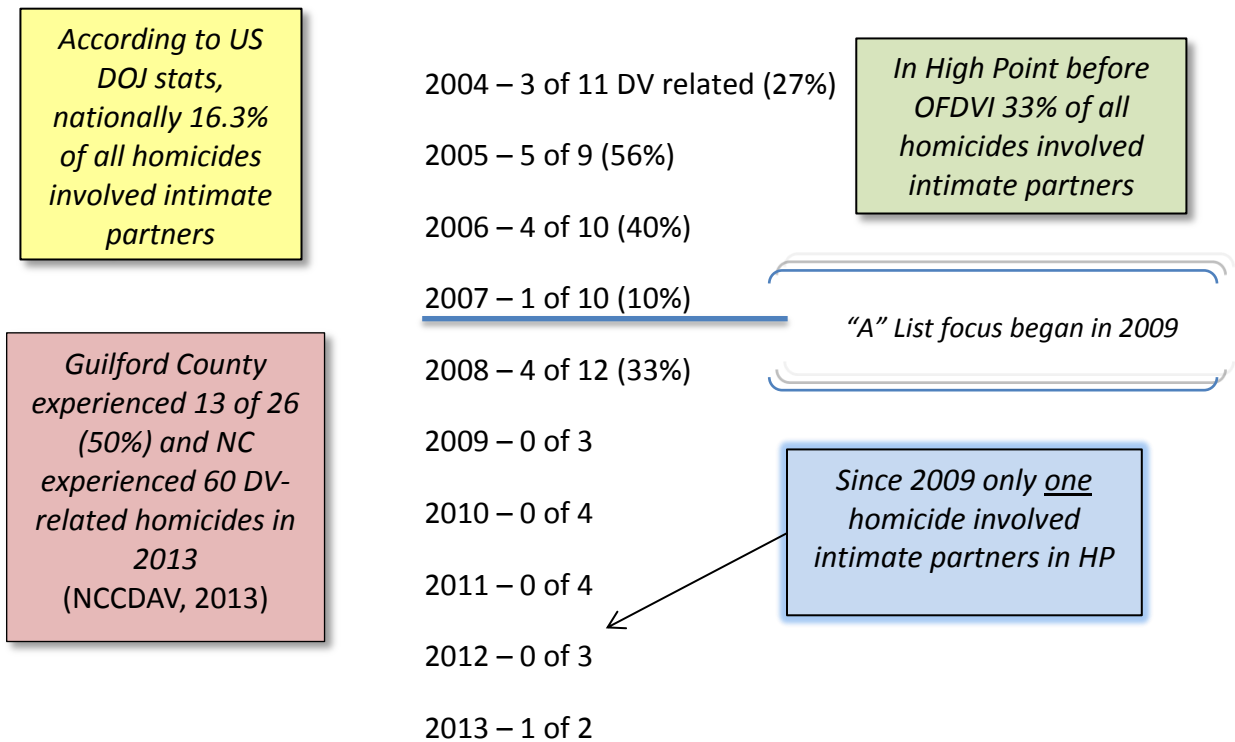 According to US
DOJ stats,
nationally 16.3%
of all homicides
involved intimate
partners
Guilford County
experienced 13 of 26
(50%) and NC
experienced 60 DV-
related homicides in
2013
(NCCDAV, 2013)
2004 – 3 of 11 DV related (27%)
2005 – 5 of 9 (56%)
2006 – 4 of 10 (40%)
2007 – 1 of 10 (10%)
2008 – 4 of 12 (33%)
2009 – 0 of 3
2010 – 0 of 4
2011 – 0 of 4
2012 – 0 of 3
2013 – 1 of 2
In High Point before
OFDVI 33% of all
homicides involved
intimate partners
“A” List focus began in 2009
Since 2009 only one
homicide involved
intimate partners in HP